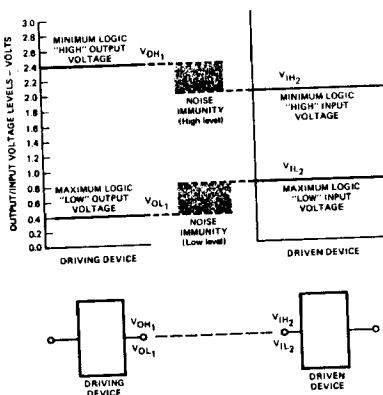 OUTPUT/INPUT VOLTAGE LEVELS – VOLTS
3.0
2.8
2.6
2.4
2.2
2.0
1.8
1.6
1.4
1.2
1.0
0.8
0.6
0.4
0.2
0.0
MINIMUM LOGIC
"HIGH" OUTPUT
VOLTAGE
VOH1
NOISE
IMMUNITY
(High level)
VIH2
MINIMUM LOGIC
"HIGH" INPUT
VOLTAGE
MAXIMUM LOGIC
"LOW" OUTPUT
VOLTAGE
VOL1
NOISE
IMMUNITY
(Low level)
VIL2
MAXIMUM LOGIC
"LOW" INPUT
VOLTAGE
DRIVING DEVICE
DRIVEN DEVICE
VOH1
VOL1
VIH2
VIL2
DRIVING
DEVICE
DRIVEN
DEVICE